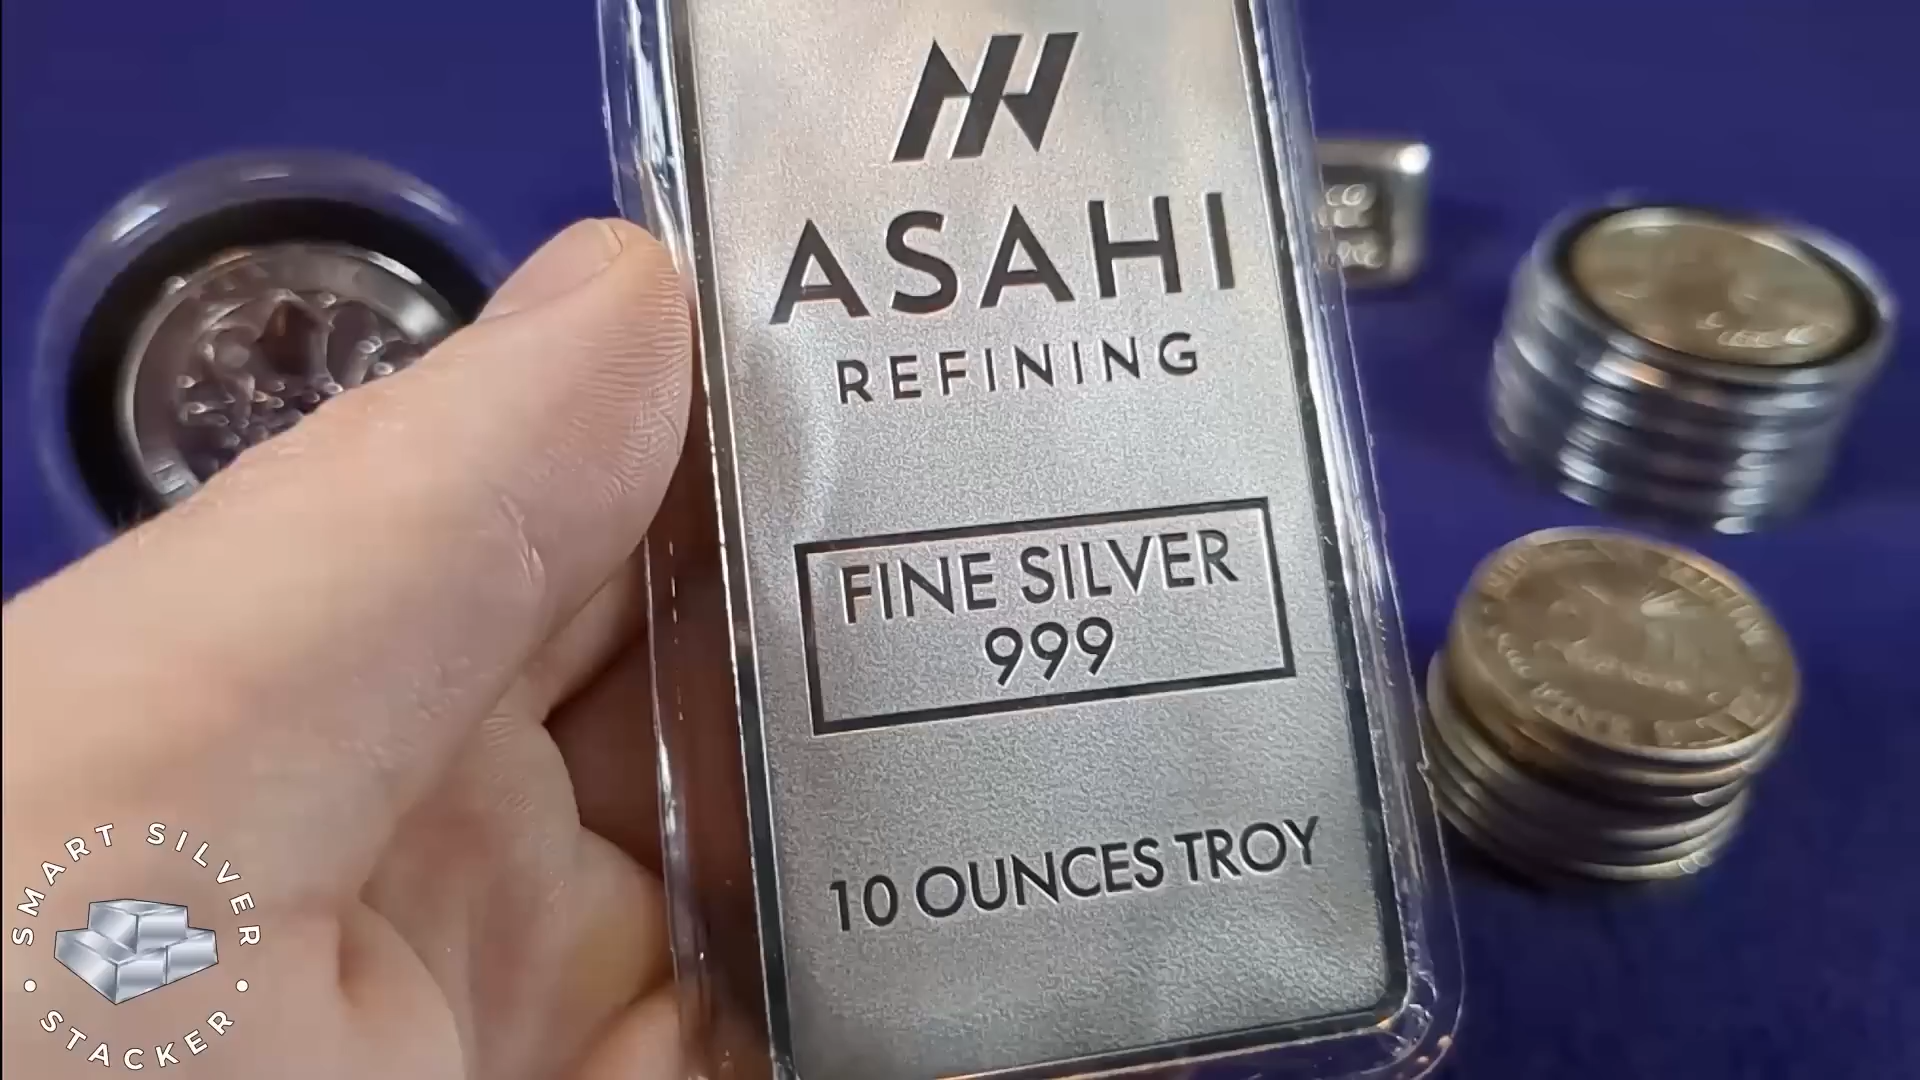 ASAHI
REFINING
FINE SILVER
999
10 OUNCES TROY
SMART SILVER
STACKER